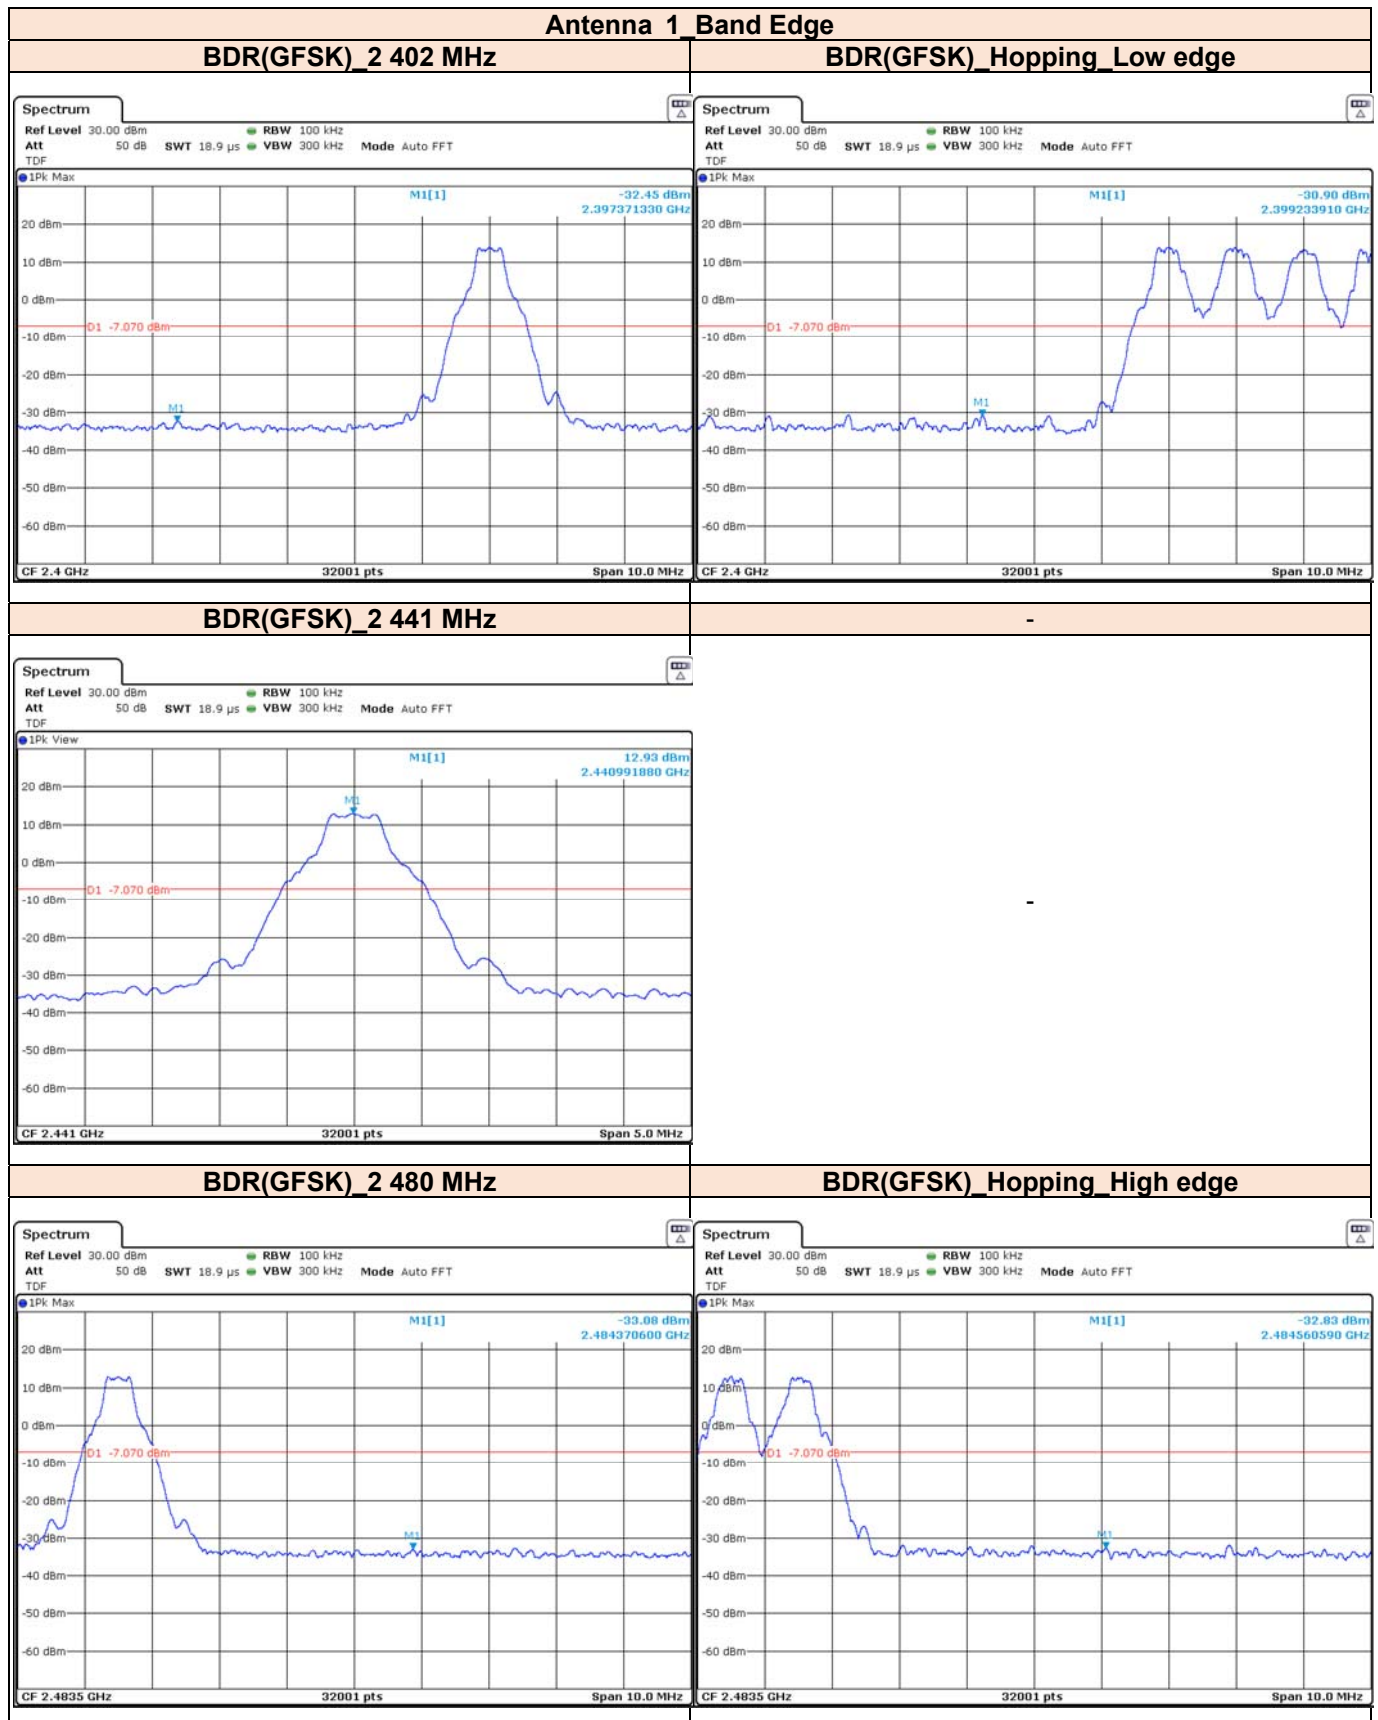 Antenna 1_Band Edge
BDR(GFSK)_2 402 MHz
BDR(GFSK)_Hopping_Low edge
Spectrum
Ref Level 30.00 dBm RBW 100 kHz
Att 50 dB SWT 18.9 µs VBW 300 kHz Mode Auto FFT
TDF
1Pk Max
M1[1] -32.45 dBm
2.397371330 GHz
20 dBm
10 dBm
0 dBm
D1 -7.070 dBm
-10 dBm
-20 dBm
M1
-30 dBm
-40 dBm
-50 dBm
-60 dBm
CF 2.4 GHz 32001 pts Span 10.0 MHz
Spectrum
Ref Level 30.00 dBm RBW 100 kHz
Att 50 dB SWT 18.9 µs VBW 300 kHz Mode Auto FFT
TDF
1Pk Max
M1[1] -30.90 dBm
2.399233910 GHz
20 dBm
10 dBm
0 dBm
D1 -7.070 dBm
-10 dBm
-20 dBm
M1
-30 dBm
-40 dBm
-50 dBm
-60 dBm
CF 2.4 GHz 32001 pts Span 10.0 MHz
BDR(GFSK)_2 441 MHz
-
Spectrum
Ref Level 30.00 dBm RBW 100 kHz
Att 50 dB SWT 18.9 µs VBW 300 kHz Mode Auto FFT
TDF
1Pk View
M1[1] 12.93 dBm
2.440991880 GHz
20 dBm
M1
10 dBm
0 dBm
D1 -7.070 dBm
-10 dBm
-20 dBm
-30 dBm
-40 dBm
-50 dBm
-60 dBm
CF 2.441 GHz 32001 pts Span 5.0 MHz
-
BDR(GFSK)_2 480 MHz
BDR(GFSK)_Hopping_High edge
Spectrum
Ref Level 30.00 dBm RBW 100 kHz
Att 50 dB SWT 18.9 µs VBW 300 kHz Mode Auto FFT
TDF
1Pk Max
M1[1] -33.08 dBm
2.484370600 GHz
20 dBm
10 dBm
0 dBm
D1 -7.070 dBm
-10 dBm
-20 dBm
-30 dBm
M1
-40 dBm
-50 dBm
-60 dBm
CF 2.4835 GHz 32001 pts Span 10.0 MHz
Spectrum
Ref Level 30.00 dBm RBW 100 kHz
Att 50 dB SWT 18.9 µs VBW 300 kHz Mode Auto FFT
TDF
1Pk Max
M1[1] -32.83 dBm
2.484560590 GHz
20 dBm
10 dBm
0 dBm
D1 -7.070 dBm
-10 dBm
-20 dBm
-30 dBm
M1
-40 dBm
-50 dBm
-60 dBm
CF 2.4835 GHz 32001 pts Span 10.0 MHz